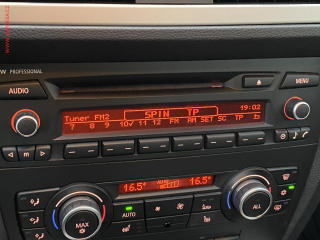 W PROFESSIONAL
AUDIO
MENU
Tuner FM2 SPIN TP 19:02
7 8 9 10V 11 12 FM AM SET SC TP
m
16.5° AUTO 16.5°
MAX
AUTO
ALL